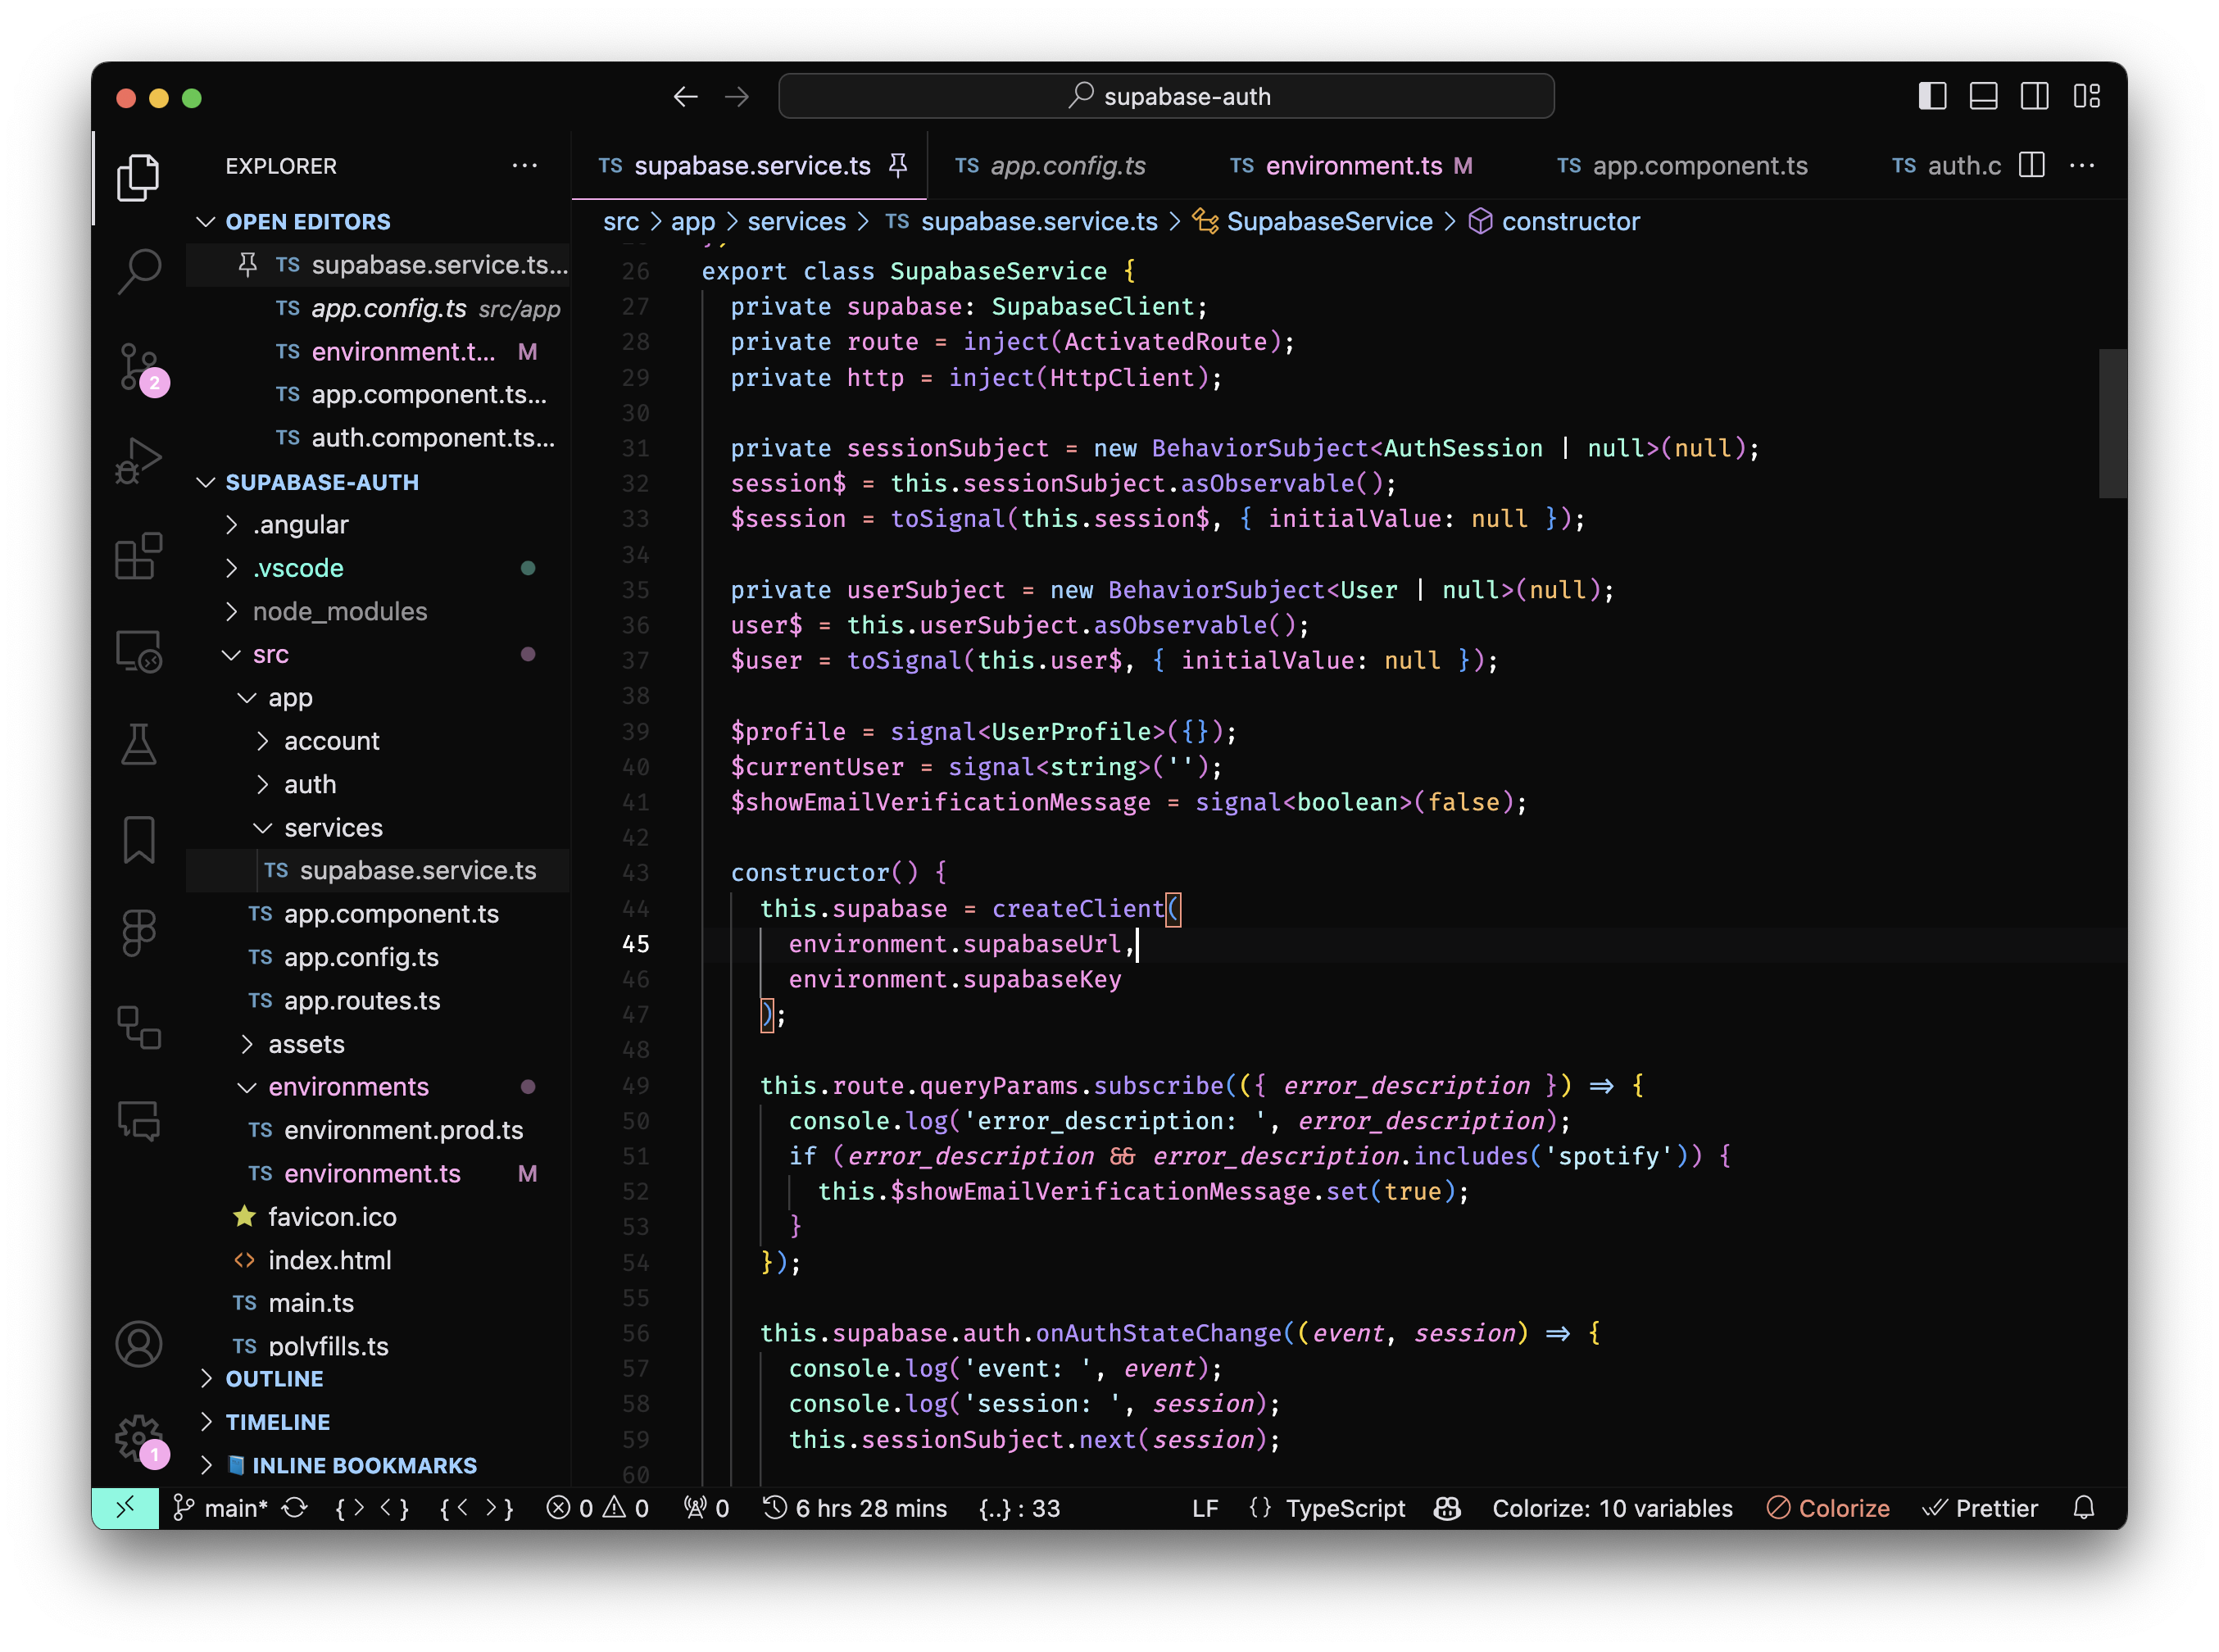 supabase-auth
EXPLORER
OPEN EDITORS
TS supabase.service.ts...
TS app.config.ts src/app
TS environment.t... M
TS app.component.ts...
TS auth.component.ts...
SUPABASE-AUTH
.angular
.vscode
node_modules
src
app
account
auth
services
TS supabase.service.ts
TS app.component.ts
TS app.config.ts
TS app.routes.ts
assets
environments
TS environment.prod.ts
TS environment.ts M
favicon.ico
<> index.html
TS main.ts
TS polyfills.ts
OUTLINE
TIMELINE
INLINE BOOKMARKS
2
1
TS supabase.service.ts TS app.config.ts TS environment.ts M TS app.component.ts TS auth.c
src > app > services > TS supabase.service.ts > SupabaseService > constructor
26 export class SupabaseService {
27 private supabase: SupabaseClient;
28 private route = inject(ActivatedRoute);
29 private http = inject(HttpClient);
30
31 private sessionSubject = new BehaviorSubject<AuthSession | null>(null);
32 session$ = this.sessionSubject.asObservable();
33 $session = toSignal(this.session$, { initialValue: null });
34
35 private userSubject = new BehaviorSubject<User | null>(null);
36 user$ = this.userSubject.asObservable();
37 $user = toSignal(this.user$, { initialValue: null });
38
39 $profile = signal<UserProfile>({});
40 $currentUser = signal<string>('');
41 $showEmailVerificationMessage = signal<boolean>(false);
42
43 constructor() {
44 this.supabase = createClient(
45 environment.supabaseUrl,
46 environment.supabaseKey
47 );
48
49 this.route.queryParams.subscribe(({ error_description }) => {
50 console.log('error_description: ', error_description);
51 if (error_description && error_description.includes('spotify')) {
52 this.$showEmailVerificationMessage.set(true);
53 }
54 });
55
56 this.supabase.auth.onAuthStateChange((event, session) => {
57 console.log('event: ', event);
58 console.log('session: ', session);
59 this.sessionSubject.next(session);
60
main* {> <} {< >} 0 0 0 6 hrs 28 mins {..} : 33 LF {} TypeScript Colorize: 10 variables Colorize Prettier